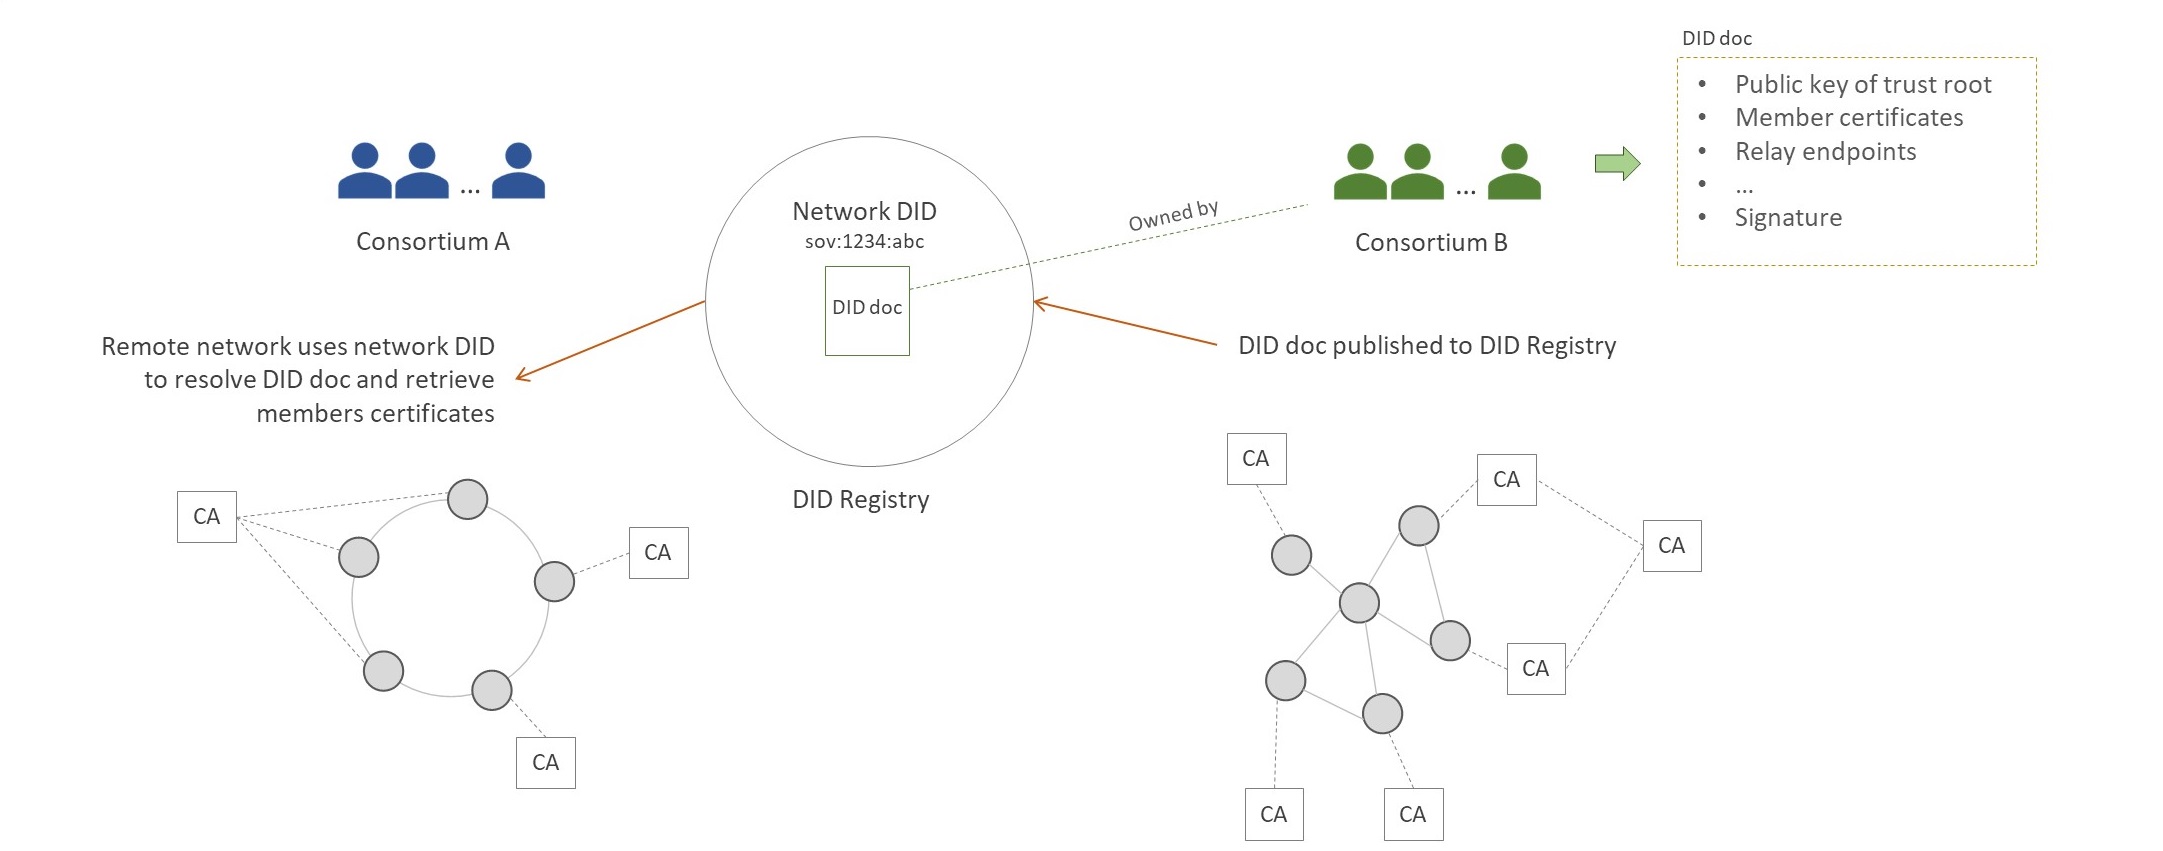 DID doc
• Public key of trust root
• Member certificates
• Relay endpoints
• ...
• Signature
...
Consortium A
Network DID
sov:1234:abc
DID doc
Owned by
...
Consortium B
Remote network uses network DID
to resolve DID doc and retrieve
members certificates
DID doc published to DID Registry
DID Registry
CA
CA
CA
CA
CA
CA
CA
CA
CA